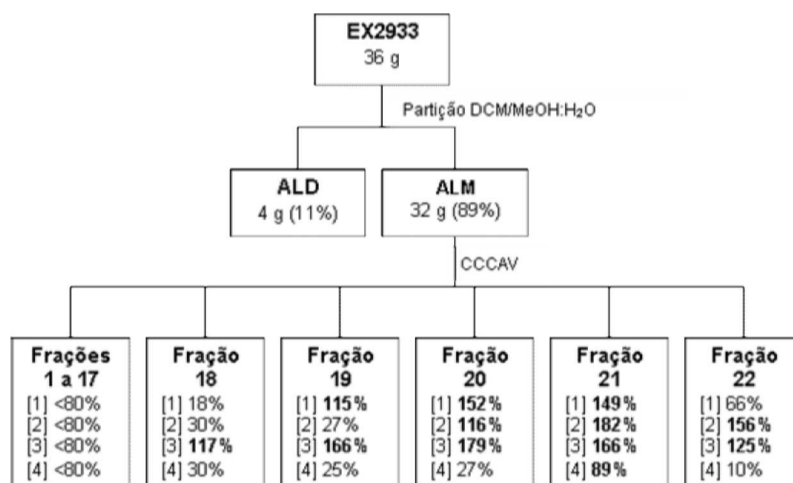 EX2933
36 g
Partição DCM/MeOH:H₂O
ALD
4 g (11%)
ALM
32 g (89%)
CCCAV
Frações
1 a 17
[1] <80%
[2] <80%
[3] <80%
[4] <80%
Fração
18
[1] 18%
[2] 30%
[3] 117%
[4] 30%
Fração
19
[1] 115%
[2] 27%
[3] 166%
[4] 25%
Fração
20
[1] 152%
[2] 116%
[3] 179%
[4] 27%
Fração
21
[1] 149%
[2] 182%
[3] 166%
[4] 89%
Fração
22
[1] 66%
[2] 156%
[3] 125%
[4] 10%